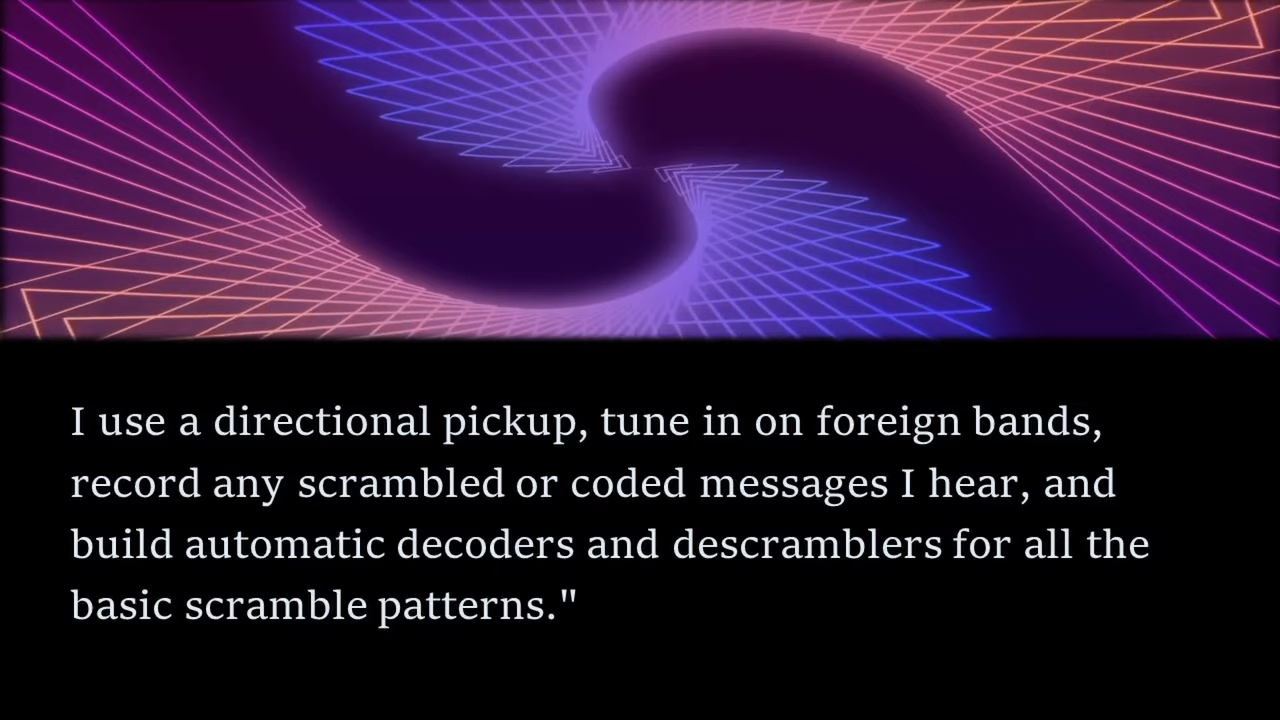 I use a directional pickup, tune in on foreign bands,
record any scrambled or coded messages I hear, and
build automatic decoders and descramblers for all the
basic scramble patterns."